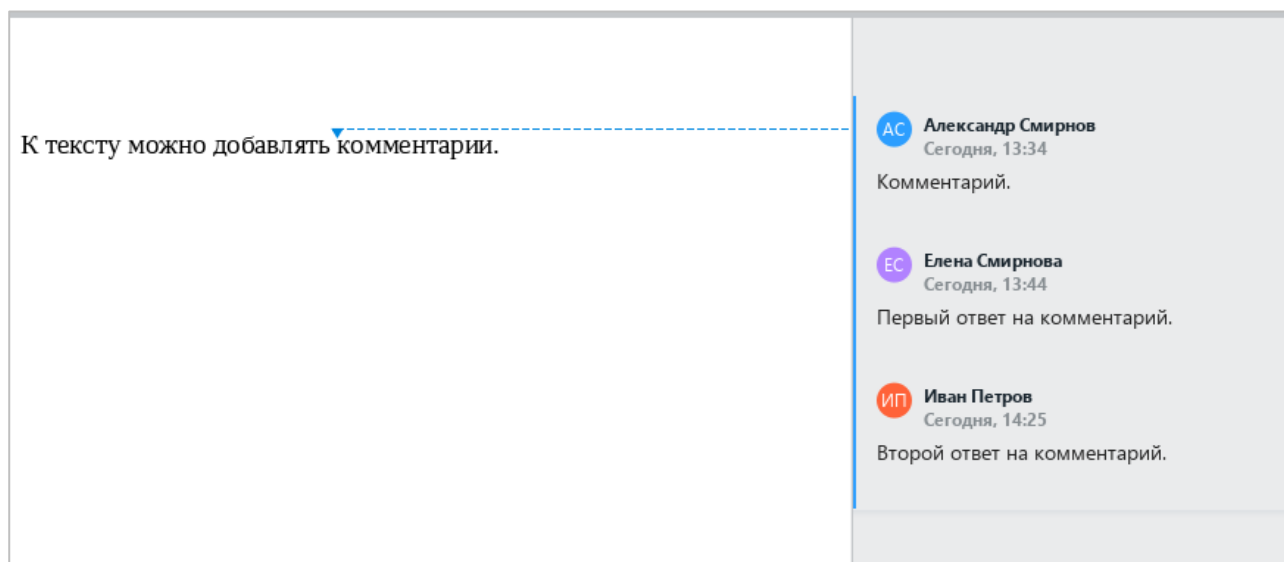 К тексту можно добавлять комментарии.
АС
Александр Смирнов
Сегодня, 13:34
Комментарий.
ЕС
Елена Смирнова
Сегодня, 13:44
Первый ответ на комментарий.
ИП
Иван Петров
Сегодня, 14:25
Второй ответ на комментарий.